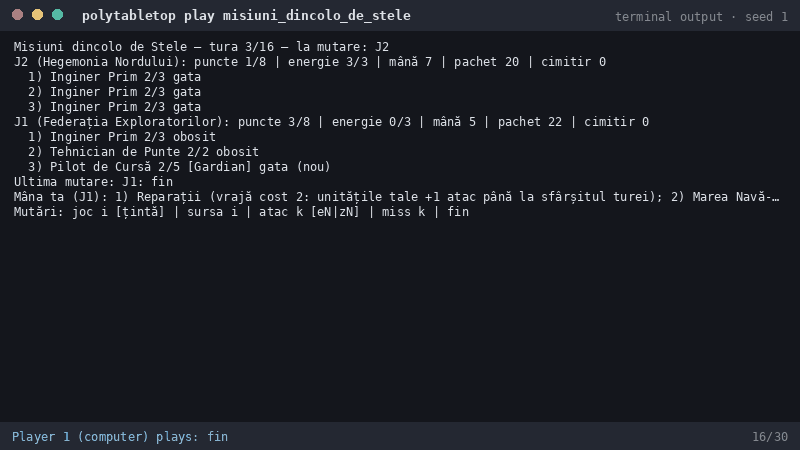 polytabletop play misiuni_dincolo_de_stele
terminal output · seed 1
Misiuni dincolo de Stele — tura 3/16 — la mutare: J2
J2 (Hegemonia Nordului): puncte 1/8 | energie 3/3 | mână 7 | pachet 20 | cimitir 0
1) Inginer Prim 2/3 gata
2) Inginer Prim 2/3 gata
3) Inginer Prim 2/3 gata
J1 (Federația Exploratorilor): puncte 3/8 | energie 0/3 | mână 5 | pachet 22 | cimitir 0
1) Inginer Prim 2/3 obosit
2) Tehnician de Punte 2/2 obosit
3) Pilot de Cursă 2/5 [Gardian] gata (nou)
Ultima mutare: J1: fin
Mâna ta (J1): 1) Reparații (vrajă cost 2: unitățile tale +1 atac până la sfârșitul turei); 2) Marea Navă-…
Mutări: joc i [țintă] | sursa i | atac k [eN|zN] | miss k | fin
Player 1 (computer) plays: fin
16/30